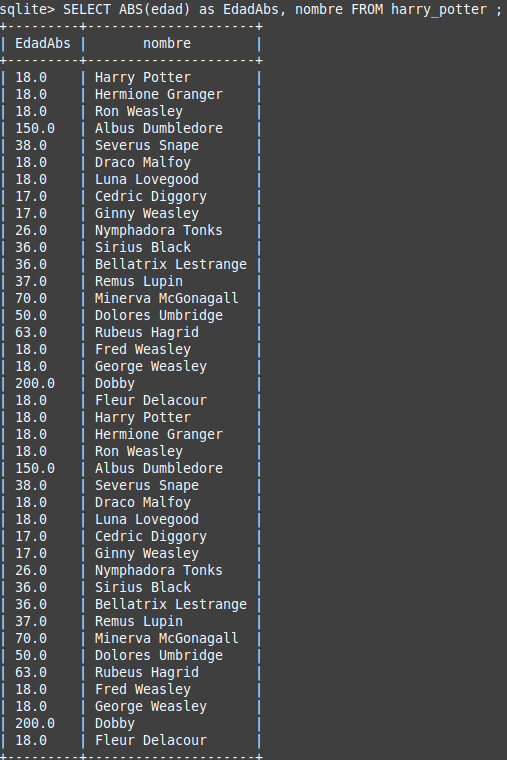 sqlite> SELECT ABS(edad) as EdadAbs, nombre FROM harry_potter ;
+---------+---------------------+
| EdadAbs |       nombre        |
+---------+---------------------+
| 18.0    | Harry Potter        |
| 18.0    | Hermione Granger    |
| 18.0    | Ron Weasley         |
| 150.0   | Albus Dumbledore    |
| 38.0    | Severus Snape       |
| 18.0    | Draco Malfoy        |
| 18.0    | Luna Lovegood       |
| 17.0    | Cedric Diggory      |
| 17.0    | Ginny Weasley       |
| 26.0    | Nymphadora Tonks    |
| 36.0    | Sirius Black        |
| 36.0    | Bellatrix Lestrange |
| 37.0    | Remus Lupin         |
| 70.0    | Minerva McGonagall  |
| 50.0    | Dolores Umbridge    |
| 63.0    | Rubeus Hagrid       |
| 18.0    | Fred Weasley        |
| 18.0    | George Weasley      |
| 200.0   | Dobby               |
| 18.0    | Fleur Delacour      |
| 18.0    | Harry Potter        |
| 18.0    | Hermione Granger    |
| 18.0    | Ron Weasley         |
| 150.0   | Albus Dumbledore    |
| 38.0    | Severus Snape       |
| 18.0    | Draco Malfoy        |
| 18.0    | Luna Lovegood       |
| 17.0    | Cedric Diggory      |
| 17.0    | Ginny Weasley       |
| 26.0    | Nymphadora Tonks    |
| 36.0    | Sirius Black        |
| 36.0    | Bellatrix Lestrange |
| 37.0    | Remus Lupin         |
| 70.0    | Minerva McGonagall  |
| 50.0    | Dolores Umbridge    |
| 63.0    | Rubeus Hagrid       |
| 18.0    | Fred Weasley        |
| 18.0    | George Weasley      |
| 200.0   | Dobby               |
| 18.0    | Fleur Delacour      |
+---------+---------------------+